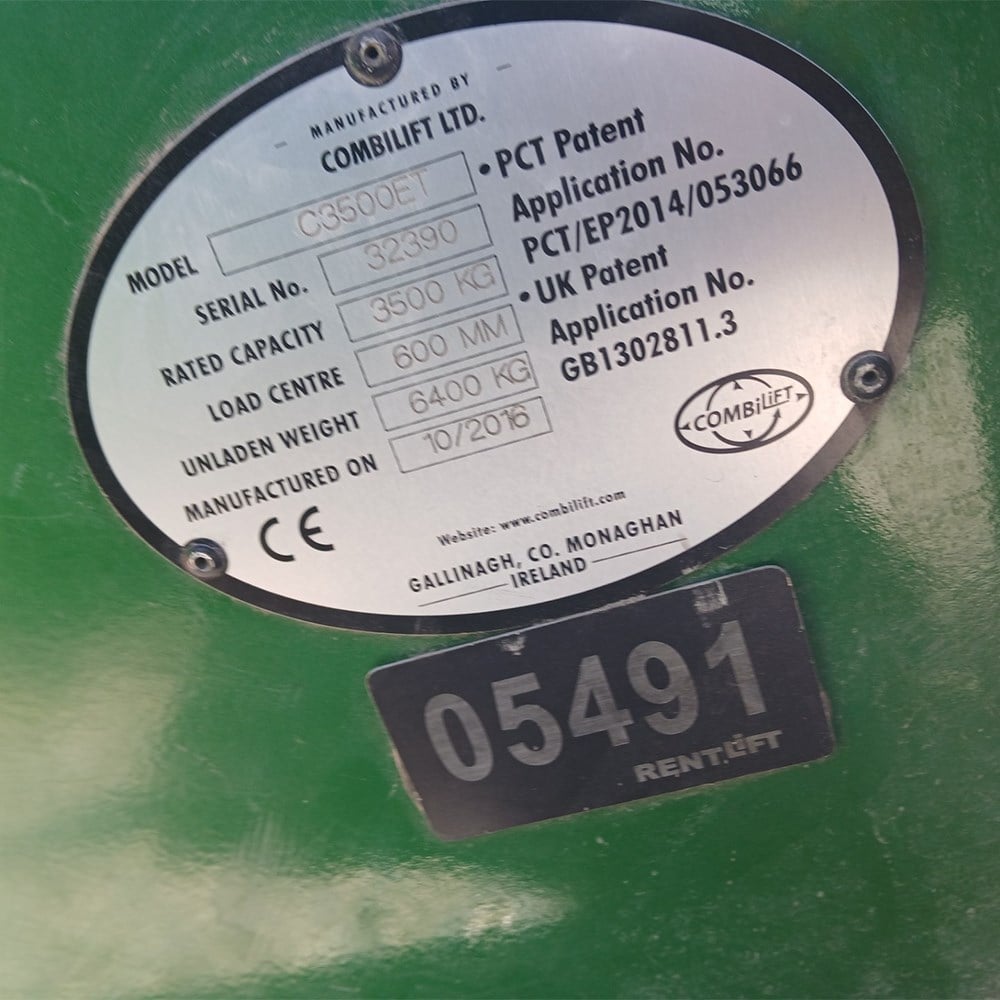 - MANUFACTURED BY -
COMBILIFT LTD.
MODEL C3500ET
SERIAL No. 32390
RATED CAPACITY 3500 KG
LOAD CENTRE 600 MM
UNLADEN WEIGHT 6400 KG
MANUFACTURED ON 10/2016
• PCT Patent
Application No.
PCT/EP2014/053066
• UK Patent
Application No.
GB1302811.3
COMBiLiFT
CE
Website: www.combilift.com
GALLINAGH, CO. MONAGHAN
IRELAND
05491
RENTLIFT